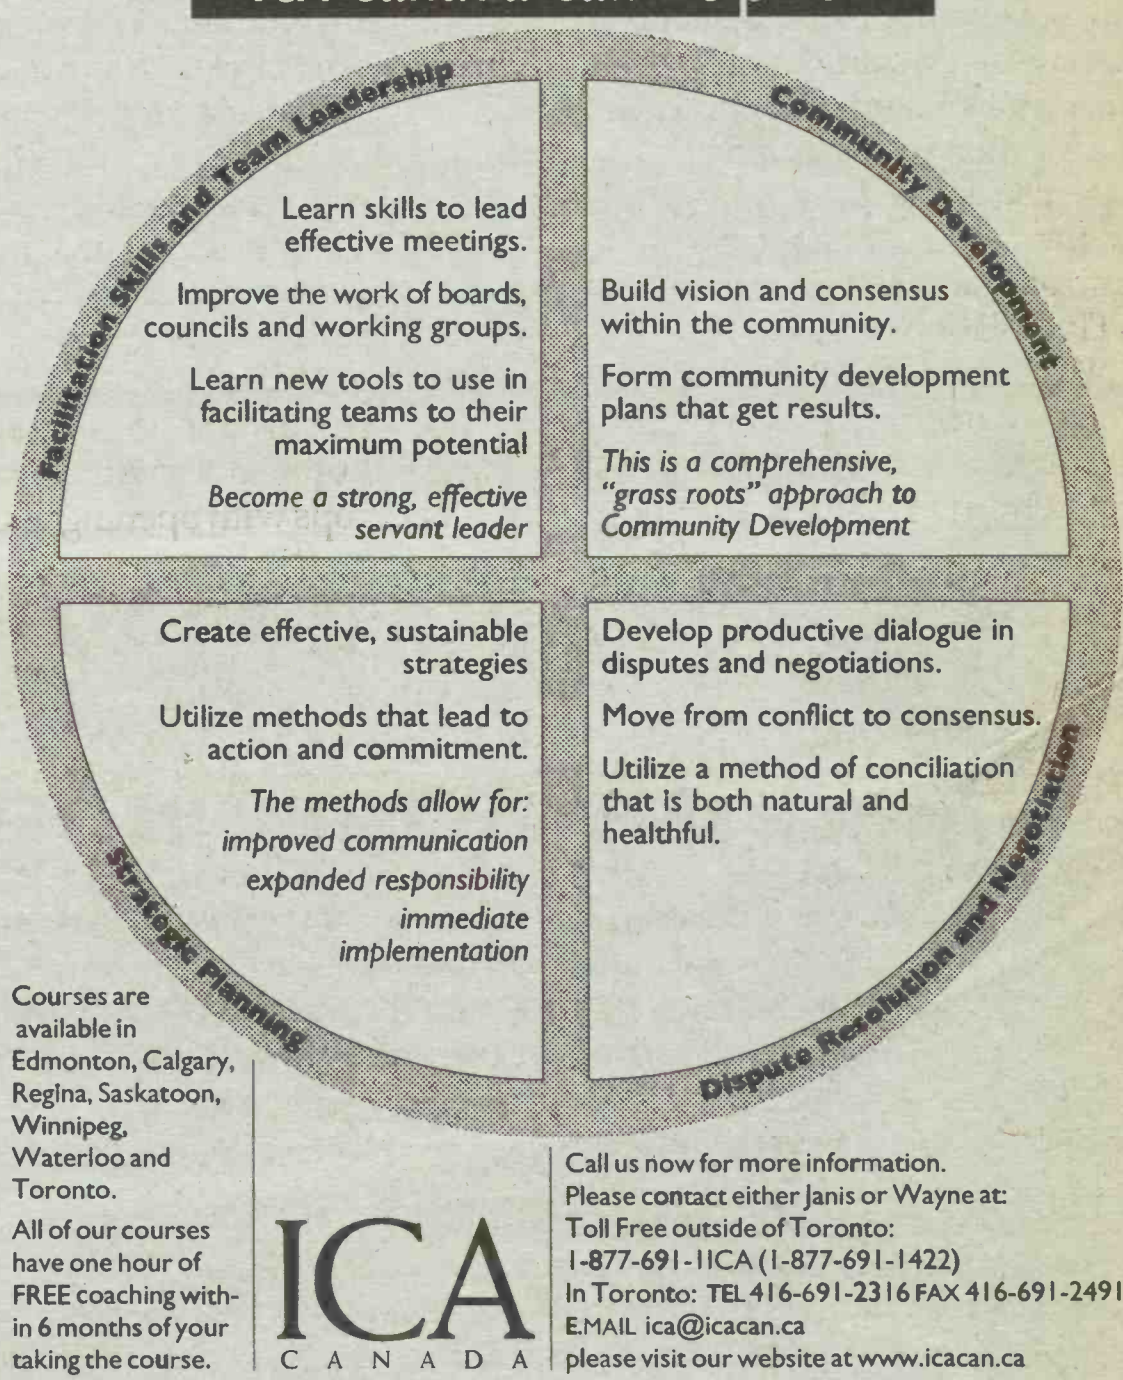 Facilitation Skills and Team Leadership
Learn skills to lead
effective meetings.
Improve the work of boards,
councils and working groups.
Learn new tools to use in
facilitating teams to their
maximum potential
Become a strong, effective
servant leader
Community Development
Build vision and consensus
within the community.
Form community development
plans that get results.
This is a comprehensive,
"grass roots" approach to
Community Development
Create effective, sustainable
strategies
Utilize methods that lead to
action and commitment.
The methods allow for:
improved communication
expanded responsibility
immediate
implementation
Strategic Planning
Develop productive dialogue in
disputes and negotiations.
Move from conflict to consensus.
Utilize a method of conciliation
that is both natural and
healthful.
Dispute Resolution and Negotiation
Courses are
available in
Edmonton, Calgary,
Regina, Saskatoon,
Winnipeg,
Waterloo and
Toronto.
All of our courses
have one hour of
FREE coaching with-
in 6 months of your
taking the course.
ICA
CANADA
Call us now for more information.
Please contact either Janis or Wayne at:
Toll Free outside of Toronto:
1-877-691-1ICA (1-877-691-1422)
In Toronto: TEL 416-691-2316 FAX 416-691-2491
E.MAIL ica@icacan.ca
please visit our website at www.icacan.ca